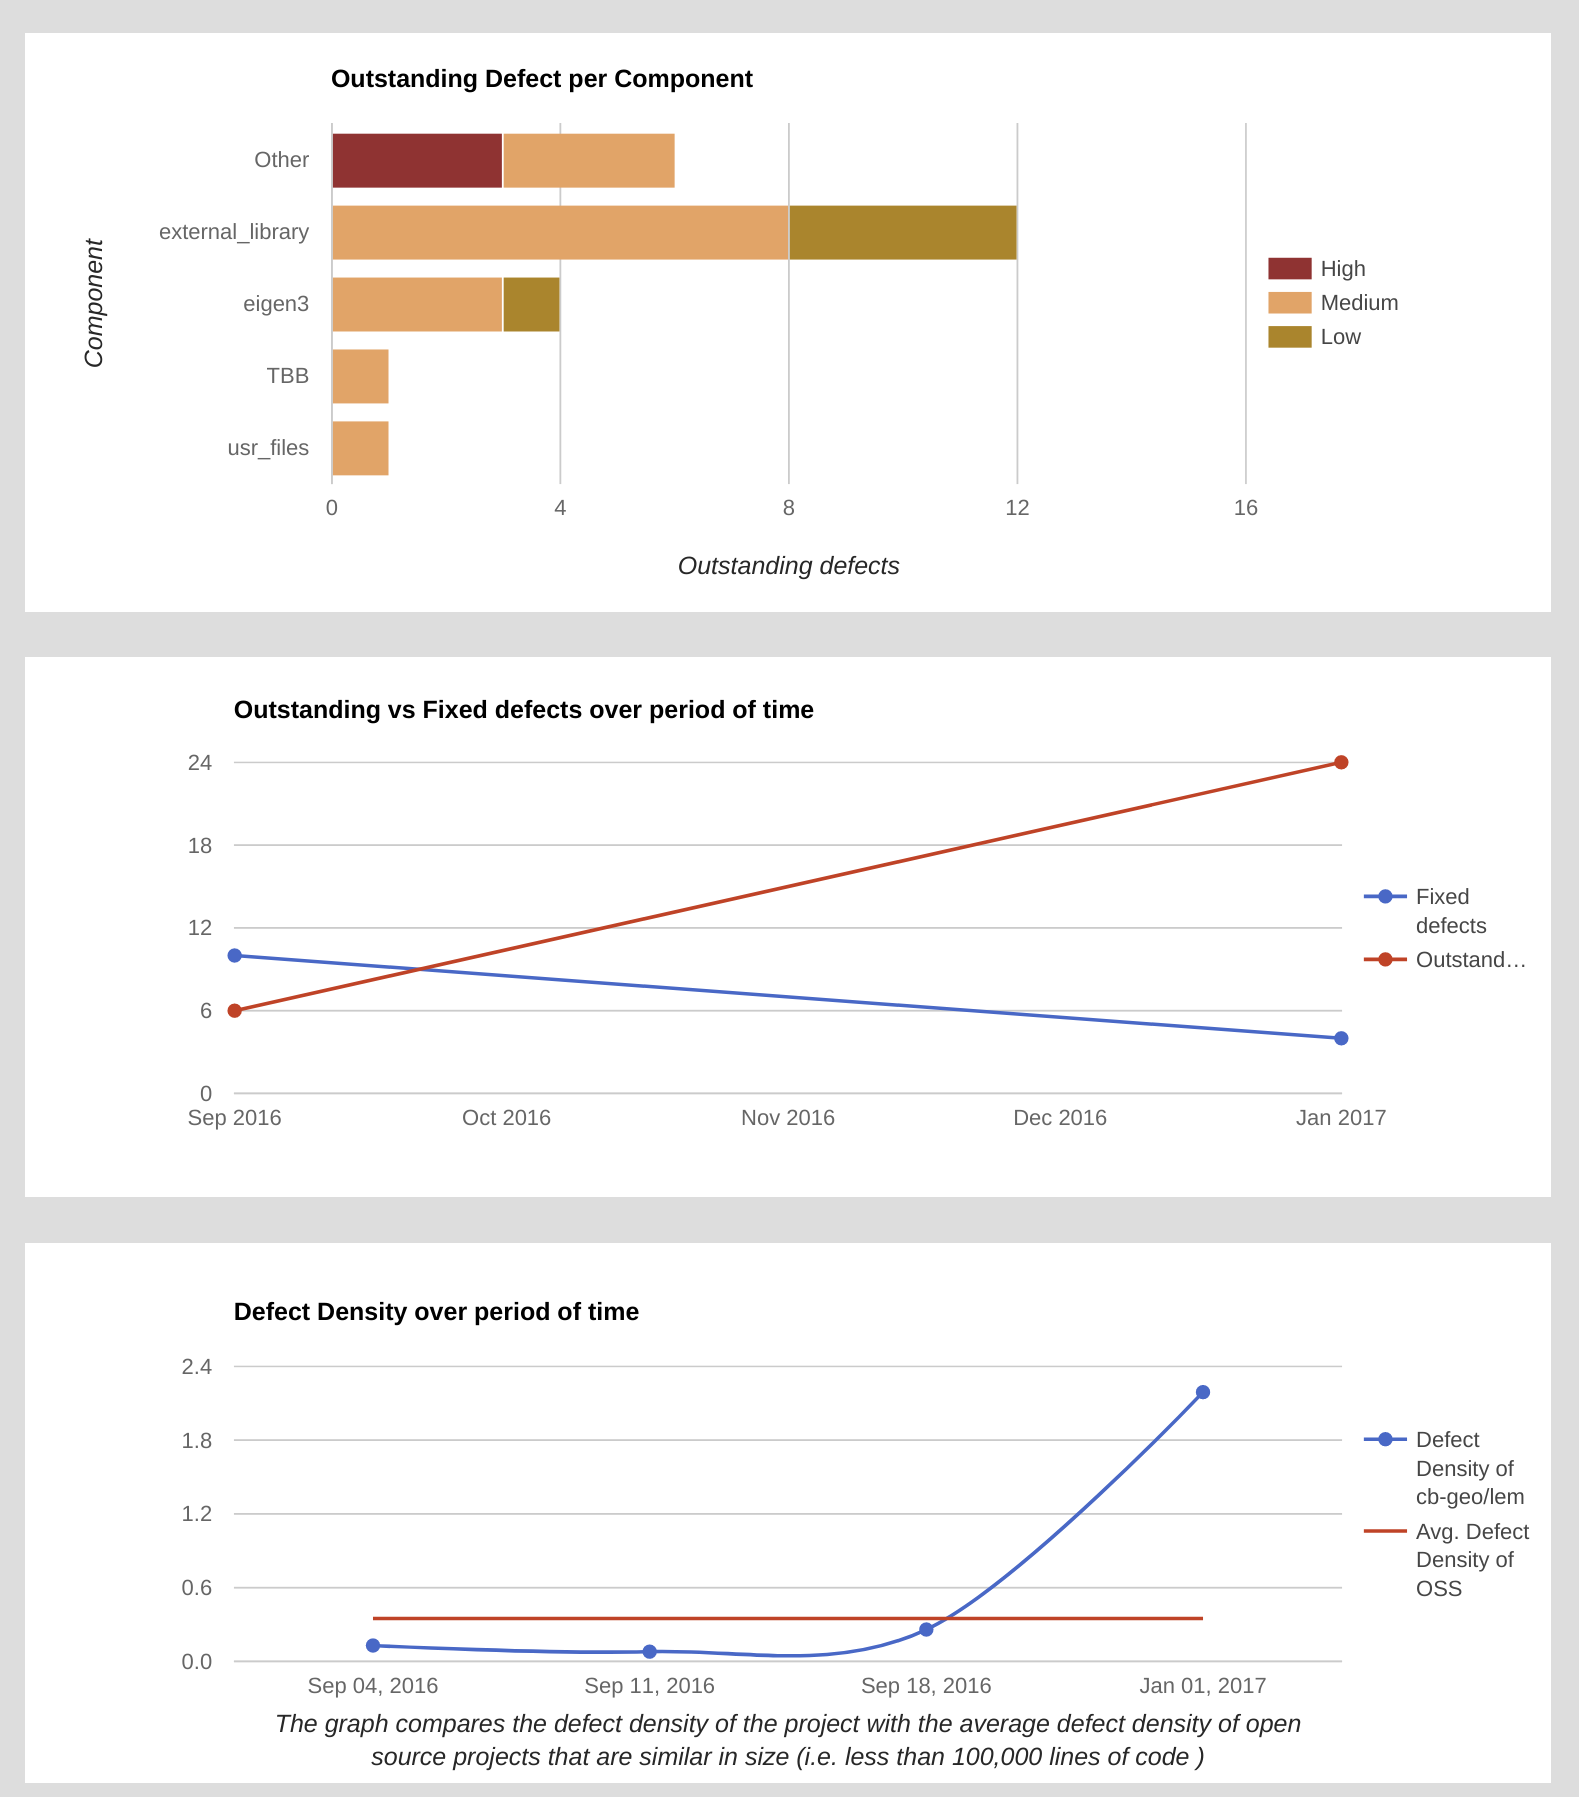 Outstanding Defect per Component
Other
external_library
eigen3
TBB
usr_files
Component
0 4 8 12 16
Outstanding defects
High
Medium
Low
Outstanding vs Fixed defects over period of time
24
18
12
6
0
Sep 2016 Oct 2016 Nov 2016 Dec 2016 Jan 2017
Fixed
defects
Outstand…
Defect Density over period of time
2.4
1.8
1.2
0.6
0.0
Sep 04, 2016 Sep 11, 2016 Sep 18, 2016 Jan 01, 2017
Defect
Density of
cb-geo/lem
Avg. Defect
Density of
OSS
The graph compares the defect density of the project with the average defect density of open
source projects that are similar in size (i.e. less than 100,000 lines of code )